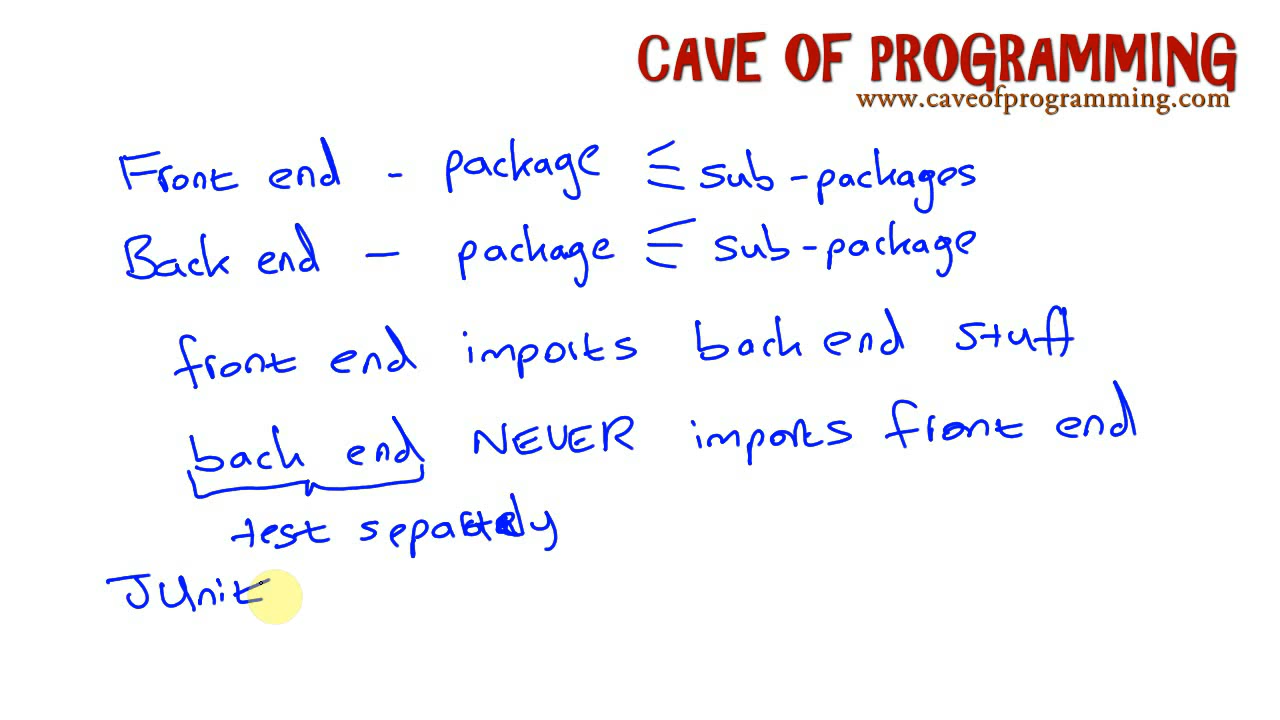 CAVE OF PROGRAMMING
www.caveofprogramming.com
Front end - package sub-packages
Back end - package sub-package
front end imports back end stuff
back end NEVER imports front end
test separately
JUnit